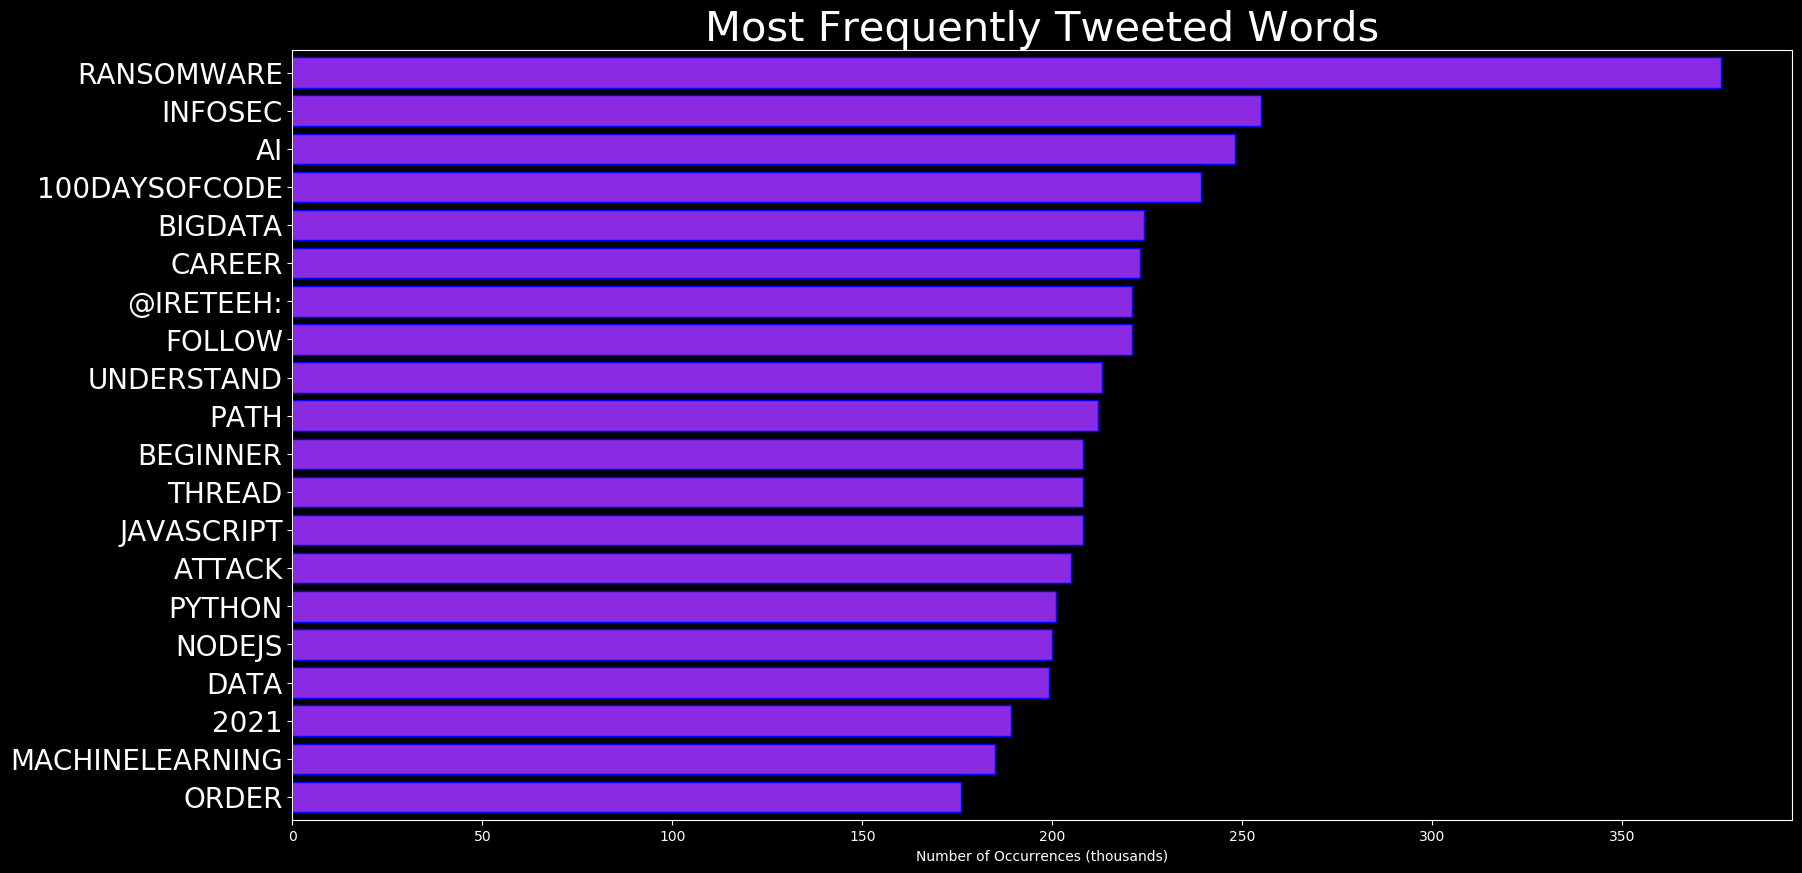 Most Frequently Tweeted Words
RANSOMWARE
INFOSEC
AI
100DAYSOFCODE
BIGDATA
CAREER
@IRETEEH:
FOLLOW
UNDERSTAND
PATH
BEGINNER
THREAD
JAVASCRIPT
ATTACK
PYTHON
NODEJS
DATA
2021
MACHINELEARNING
ORDER
0 50 100 150 200 250 300 350
Number of Occurrences (thousands)